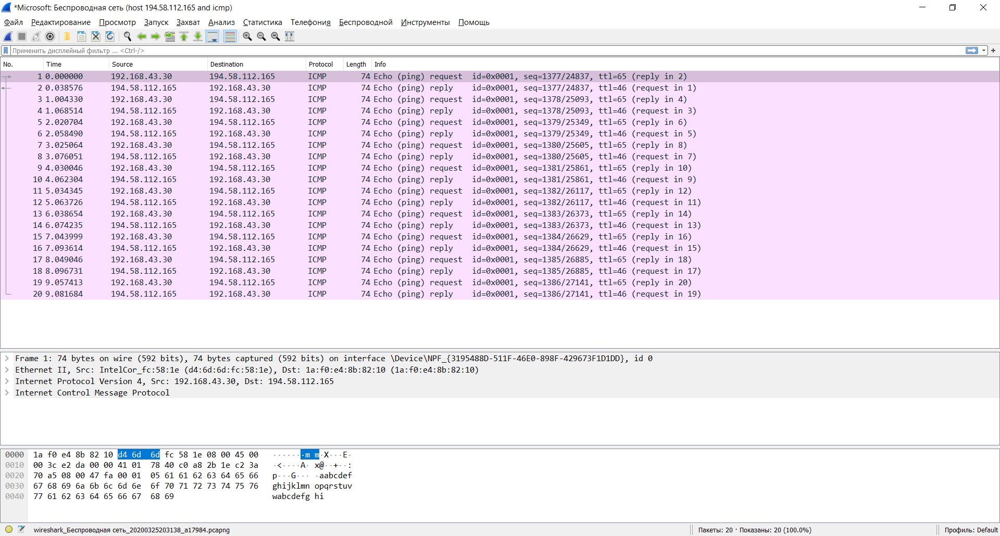 *Microsoft: Беспроводная сеть (host 194.58.112.165 and icmp)
Файл Редактирование Просмотр Запуск Захват Анализ Статистика Телефония Беспроводной Инструменты Помощь
Применить дисплейный фильтр ... <Ctrl-/> +
No. Time Source Destination Protocol Length Info
1 0.000000 192.168.43.30 194.58.112.165 ICMP 74 Echo (ping) request id=0x0001, seq=1377/24837, ttl=65 (reply in 2)
2 0.038576 194.58.112.165 192.168.43.30 ICMP 74 Echo (ping) reply id=0x0001, seq=1377/24837, ttl=46 (request in 1)
3 1.004330 192.168.43.30 194.58.112.165 ICMP 74 Echo (ping) request id=0x0001, seq=1378/25093, ttl=65 (reply in 4)
4 1.068514 194.58.112.165 192.168.43.30 ICMP 74 Echo (ping) reply id=0x0001, seq=1378/25093, ttl=46 (request in 3)
5 2.020704 192.168.43.30 194.58.112.165 ICMP 74 Echo (ping) request id=0x0001, seq=1379/25349, ttl=65 (reply in 6)
6 2.058490 194.58.112.165 192.168.43.30 ICMP 74 Echo (ping) reply id=0x0001, seq=1379/25349, ttl=46 (request in 5)
7 3.025064 192.168.43.30 194.58.112.165 ICMP 74 Echo (ping) request id=0x0001, seq=1380/25605, ttl=65 (reply in 8)
8 3.076051 194.58.112.165 192.168.43.30 ICMP 74 Echo (ping) reply id=0x0001, seq=1380/25605, ttl=46 (request in 7)
9 4.030046 192.168.43.30 194.58.112.165 ICMP 74 Echo (ping) request id=0x0001, seq=1381/25861, ttl=65 (reply in 10)
10 4.062304 194.58.112.165 192.168.43.30 ICMP 74 Echo (ping) reply id=0x0001, seq=1381/25861, ttl=46 (request in 9)
11 5.034345 192.168.43.30 194.58.112.165 ICMP 74 Echo (ping) request id=0x0001, seq=1382/26117, ttl=65 (reply in 12)
12 5.063726 194.58.112.165 192.168.43.30 ICMP 74 Echo (ping) reply id=0x0001, seq=1382/26117, ttl=46 (request in 11)
13 6.038654 192.168.43.30 194.58.112.165 ICMP 74 Echo (ping) request id=0x0001, seq=1383/26373, ttl=65 (reply in 14)
14 6.074235 194.58.112.165 192.168.43.30 ICMP 74 Echo (ping) reply id=0x0001, seq=1383/26373, ttl=46 (request in 13)
15 7.043999 192.168.43.30 194.58.112.165 ICMP 74 Echo (ping) request id=0x0001, seq=1384/26629, ttl=65 (reply in 16)
16 7.093614 194.58.112.165 192.168.43.30 ICMP 74 Echo (ping) reply id=0x0001, seq=1384/26629, ttl=46 (request in 15)
17 8.049046 192.168.43.30 194.58.112.165 ICMP 74 Echo (ping) request id=0x0001, seq=1385/26885, ttl=65 (reply in 18)
18 8.096731 194.58.112.165 192.168.43.30 ICMP 74 Echo (ping) reply id=0x0001, seq=1385/26885, ttl=46 (request in 17)
19 9.057413 192.168.43.30 194.58.112.165 ICMP 74 Echo (ping) request id=0x0001, seq=1386/27141, ttl=65 (reply in 20)
20 9.081684 194.58.112.165 192.168.43.30 ICMP 74 Echo (ping) reply id=0x0001, seq=1386/27141, ttl=46 (request in 19)
Frame 1: 74 bytes on wire (592 bits), 74 bytes captured (592 bits) on interface \Device\NPF_{3195488D-511F-46E0-898F-429673F1D1DD}, id 0
Ethernet II, Src: IntelCor_fc:58:1e (d4:6d:6d:fc:58:1e), Dst: 1a:f0:e4:8b:82:10 (1a:f0:e4:8b:82:10)
Internet Protocol Version 4, Src: 192.168.43.30, Dst: 194.58.112.165
Internet Control Message Protocol
0000 1a f0 e4 8b 82 10 d4 6d 6d fc 58 1e 08 00 45 00 ·······m m·X···E·
0010 00 3c e2 da 00 00 41 01 78 40 c0 a8 2b 1e c2 3a ·<····A· x@··+··:
0020 70 a5 08 00 47 fa 00 01 05 61 61 62 63 64 65 66 p···G··· ·aabcdef
0030 67 68 69 6a 6b 6c 6d 6e 6f 70 71 72 73 74 75 76 ghijklmn opqrstuv
0040 77 61 62 63 64 65 66 67 68 69 wabcdefg hi
wireshark_Беспроводная сеть_20200325203138_a17984.pcapng Пакеты: 20 · Показаны: 20 (100.0%) Профиль: Default